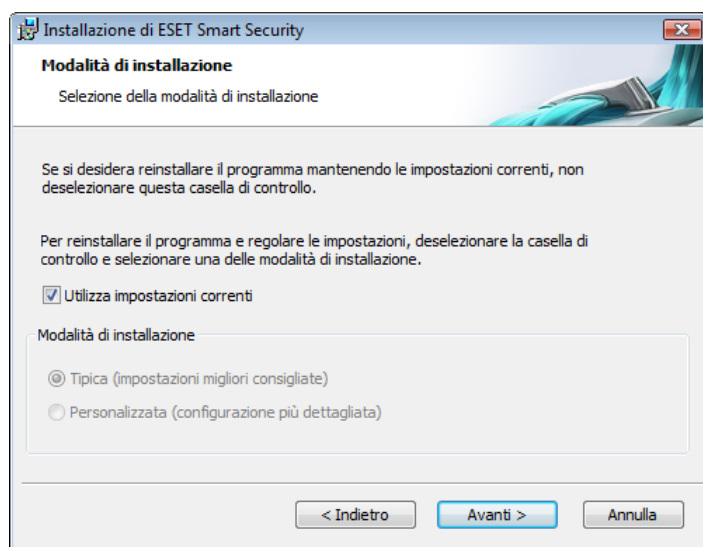 Installazione di ESET Smart Security
Modalità di installazione
Selezione della modalità di installazione
Se si desidera reinstallare il programma mantenendo le impostazioni correnti, non
deselezionare questa casella di controllo.
Per reinstallare il programma e regolare le impostazioni, deselezionare la casella di
controllo e selezionare una delle modalità di installazione.
Utilizza impostazioni correnti
Modalità di installazione
Tipica (impostazioni migliori consigliate)
Personalizzata (configurazione più dettagliata)
< Indietro
Avanti >
Annulla